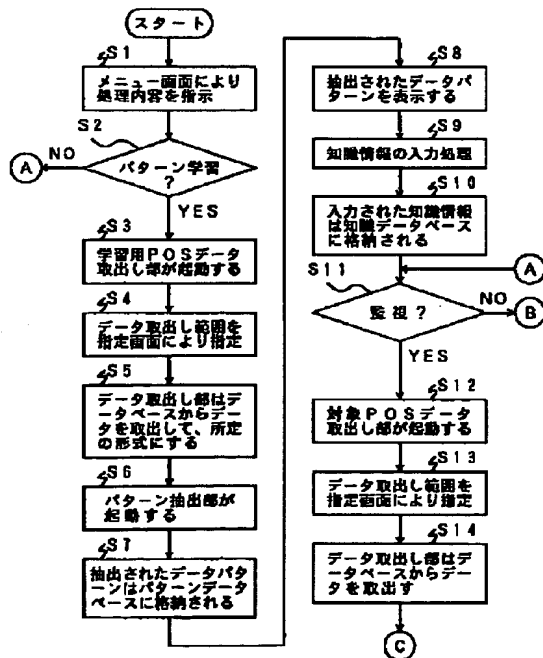 スタート
S1
メニュー画面により
処理内容を指示
S2
パターン学習
?
NO
A
YES
S3
学習用POSデータ
取出し部が起動する
S4
データ取出し範囲を
指定画面により指定
S5
データ取出し部はデ
ータベースからデー
タを取出して、所定
の形式にする
S6
パターン抽出部が
起動する
S7
抽出されたデータパタ
ーンはパターンデータ
ベースに格納される
S8
抽出されたデータパ
ターンを表示する
S9
知識情報の入力処理
S10
入力された知識情報
は知識データベース
に格納される
A
S11
監視?
NO
B
YES
S12
対象POSデータ
取出し部が起動する
S13
データ取出し範囲を
指定画面により指定
S14
データ取出し部はデ
ータベースからデー
タを取出す
C